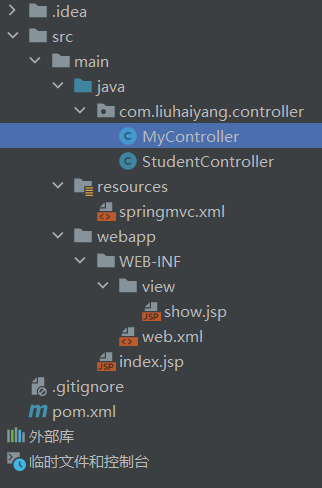 .idea
src
main
java
com.liuhaiyang.controller
MyController
StudentController
resources
springmvc.xml
webapp
WEB-INF
view
show.jsp
web.xml
index.jsp
.gitignore
pom.xml
外部库
临时文件和控制台